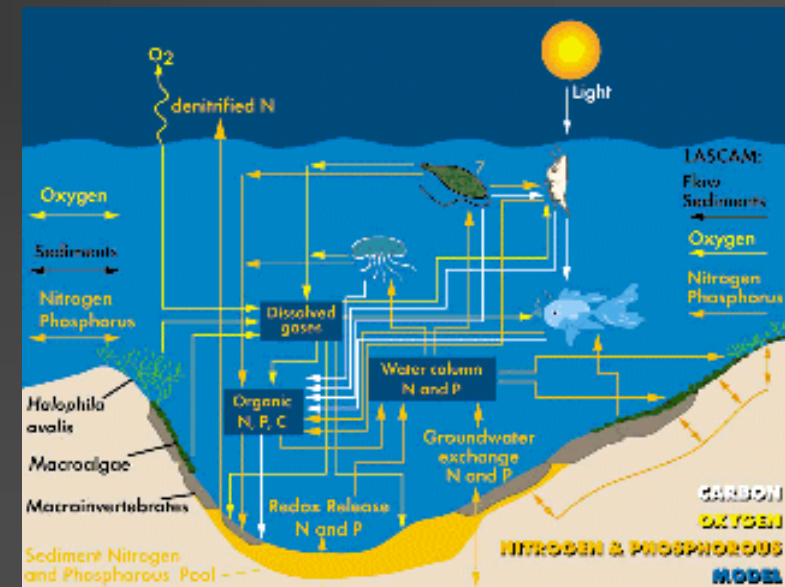 O2
denitrified N
Light
LASCAM:
Flow
Sediments
Oxygen
Oxygen
Sediments
Nitrogen
Phosphorus
Nitrogen
Phosphorus
Dissolved
gases
Water column
N and P
Organic
N, P, C
Halophila
ovalis
Macroalgae
Macroinvertebrates
Groundwater
exchange
N and P
Redox Release
N and P
Sediment Nitrogen
and Phosphorous Pool
CARBON
OXYGEN
NITROGEN & PHOSPHOROUS
MODEL